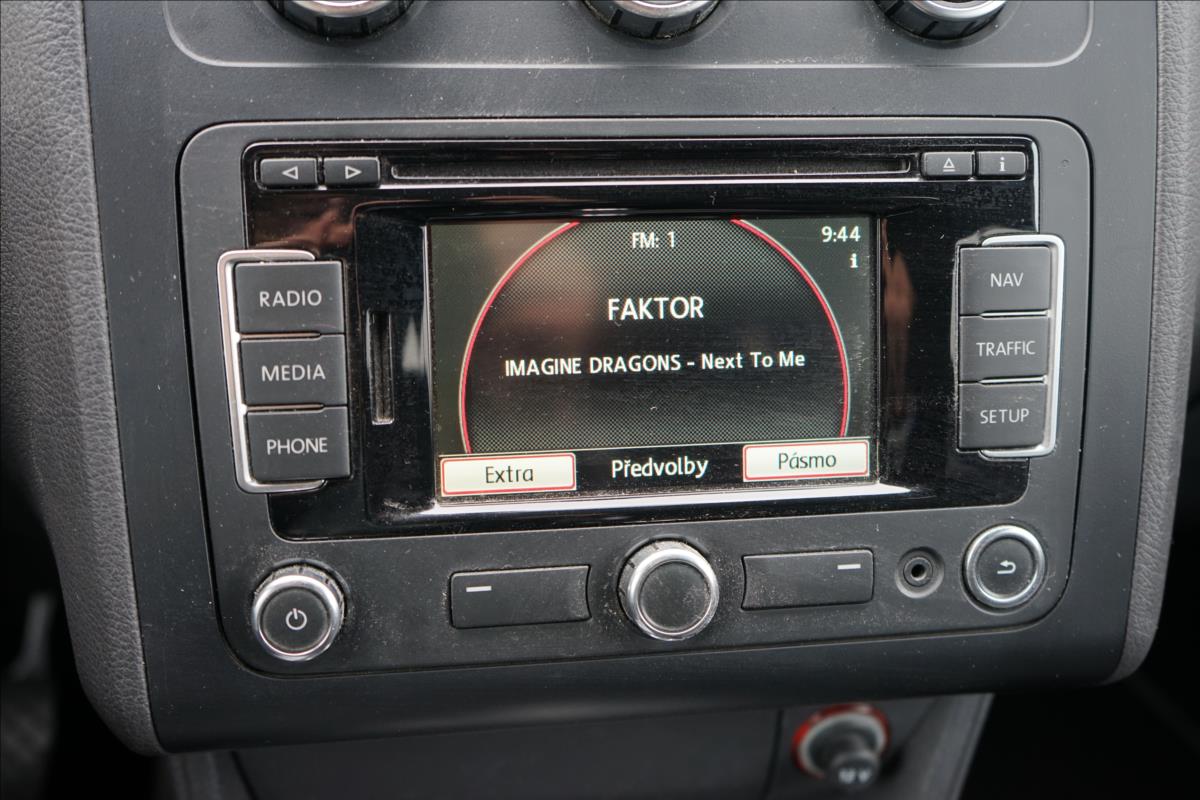 i
FM: 1
9:44
i
FAKTOR
IMAGINE DRAGONS - Next To Me
Extra
Předvolby
Pásmo
RADIO
MEDIA
PHONE
NAV
TRAFFIC
SETUP